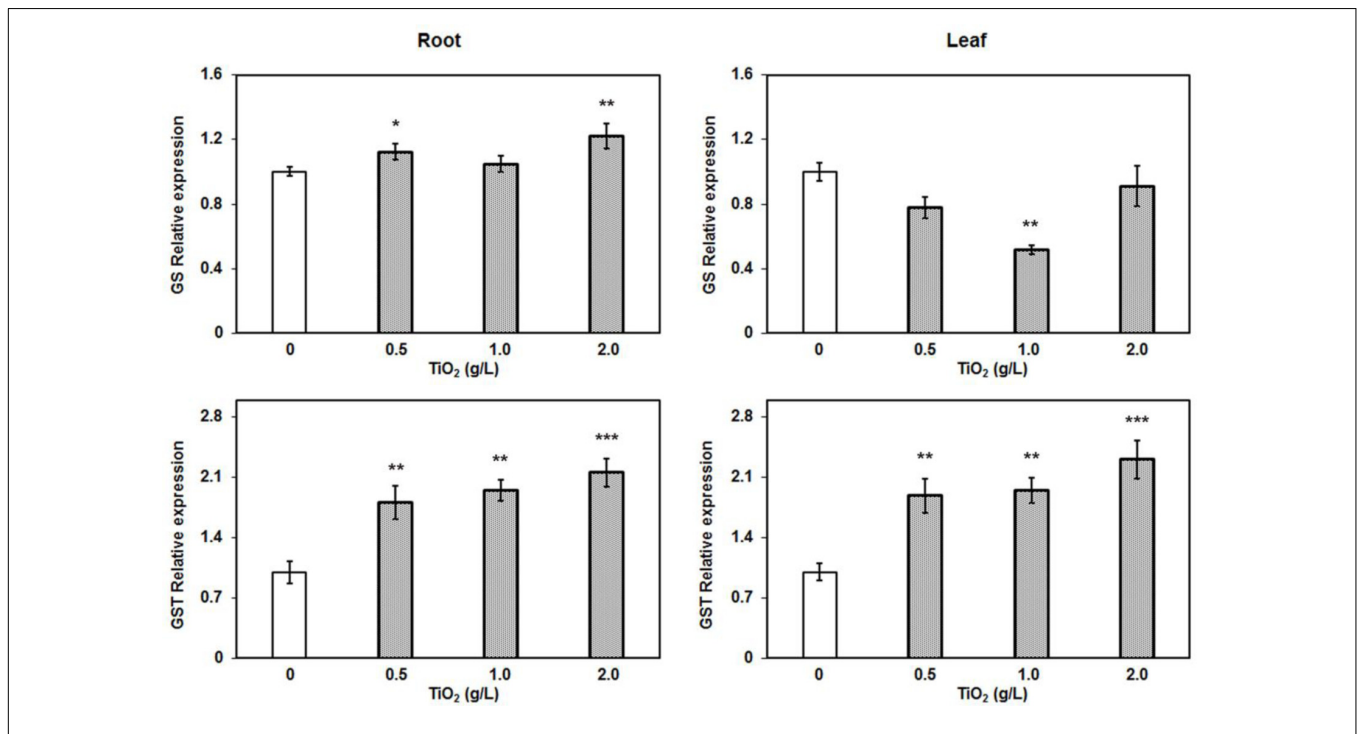 Root
GS Relative expression
1.6
1.2
0.8
0.4
0
*
**
0 0.5 1.0 2.0
TiO₂ (g/L)
Leaf
GS Relative expression
1.6
1.2
0.8
0.4
0
**
0 0.5 1.0 2.0
TiO₂ (g/L)
GST Relative expression
2.8
2.1
1.4
0.7
0
** ** ***
0 0.5 1.0 2.0
TiO₂ (g/L)
GST Relative expression
2.8
2.1
1.4
0.7
0
** ** ***
0 0.5 1.0 2.0
TiO₂ (g/L)